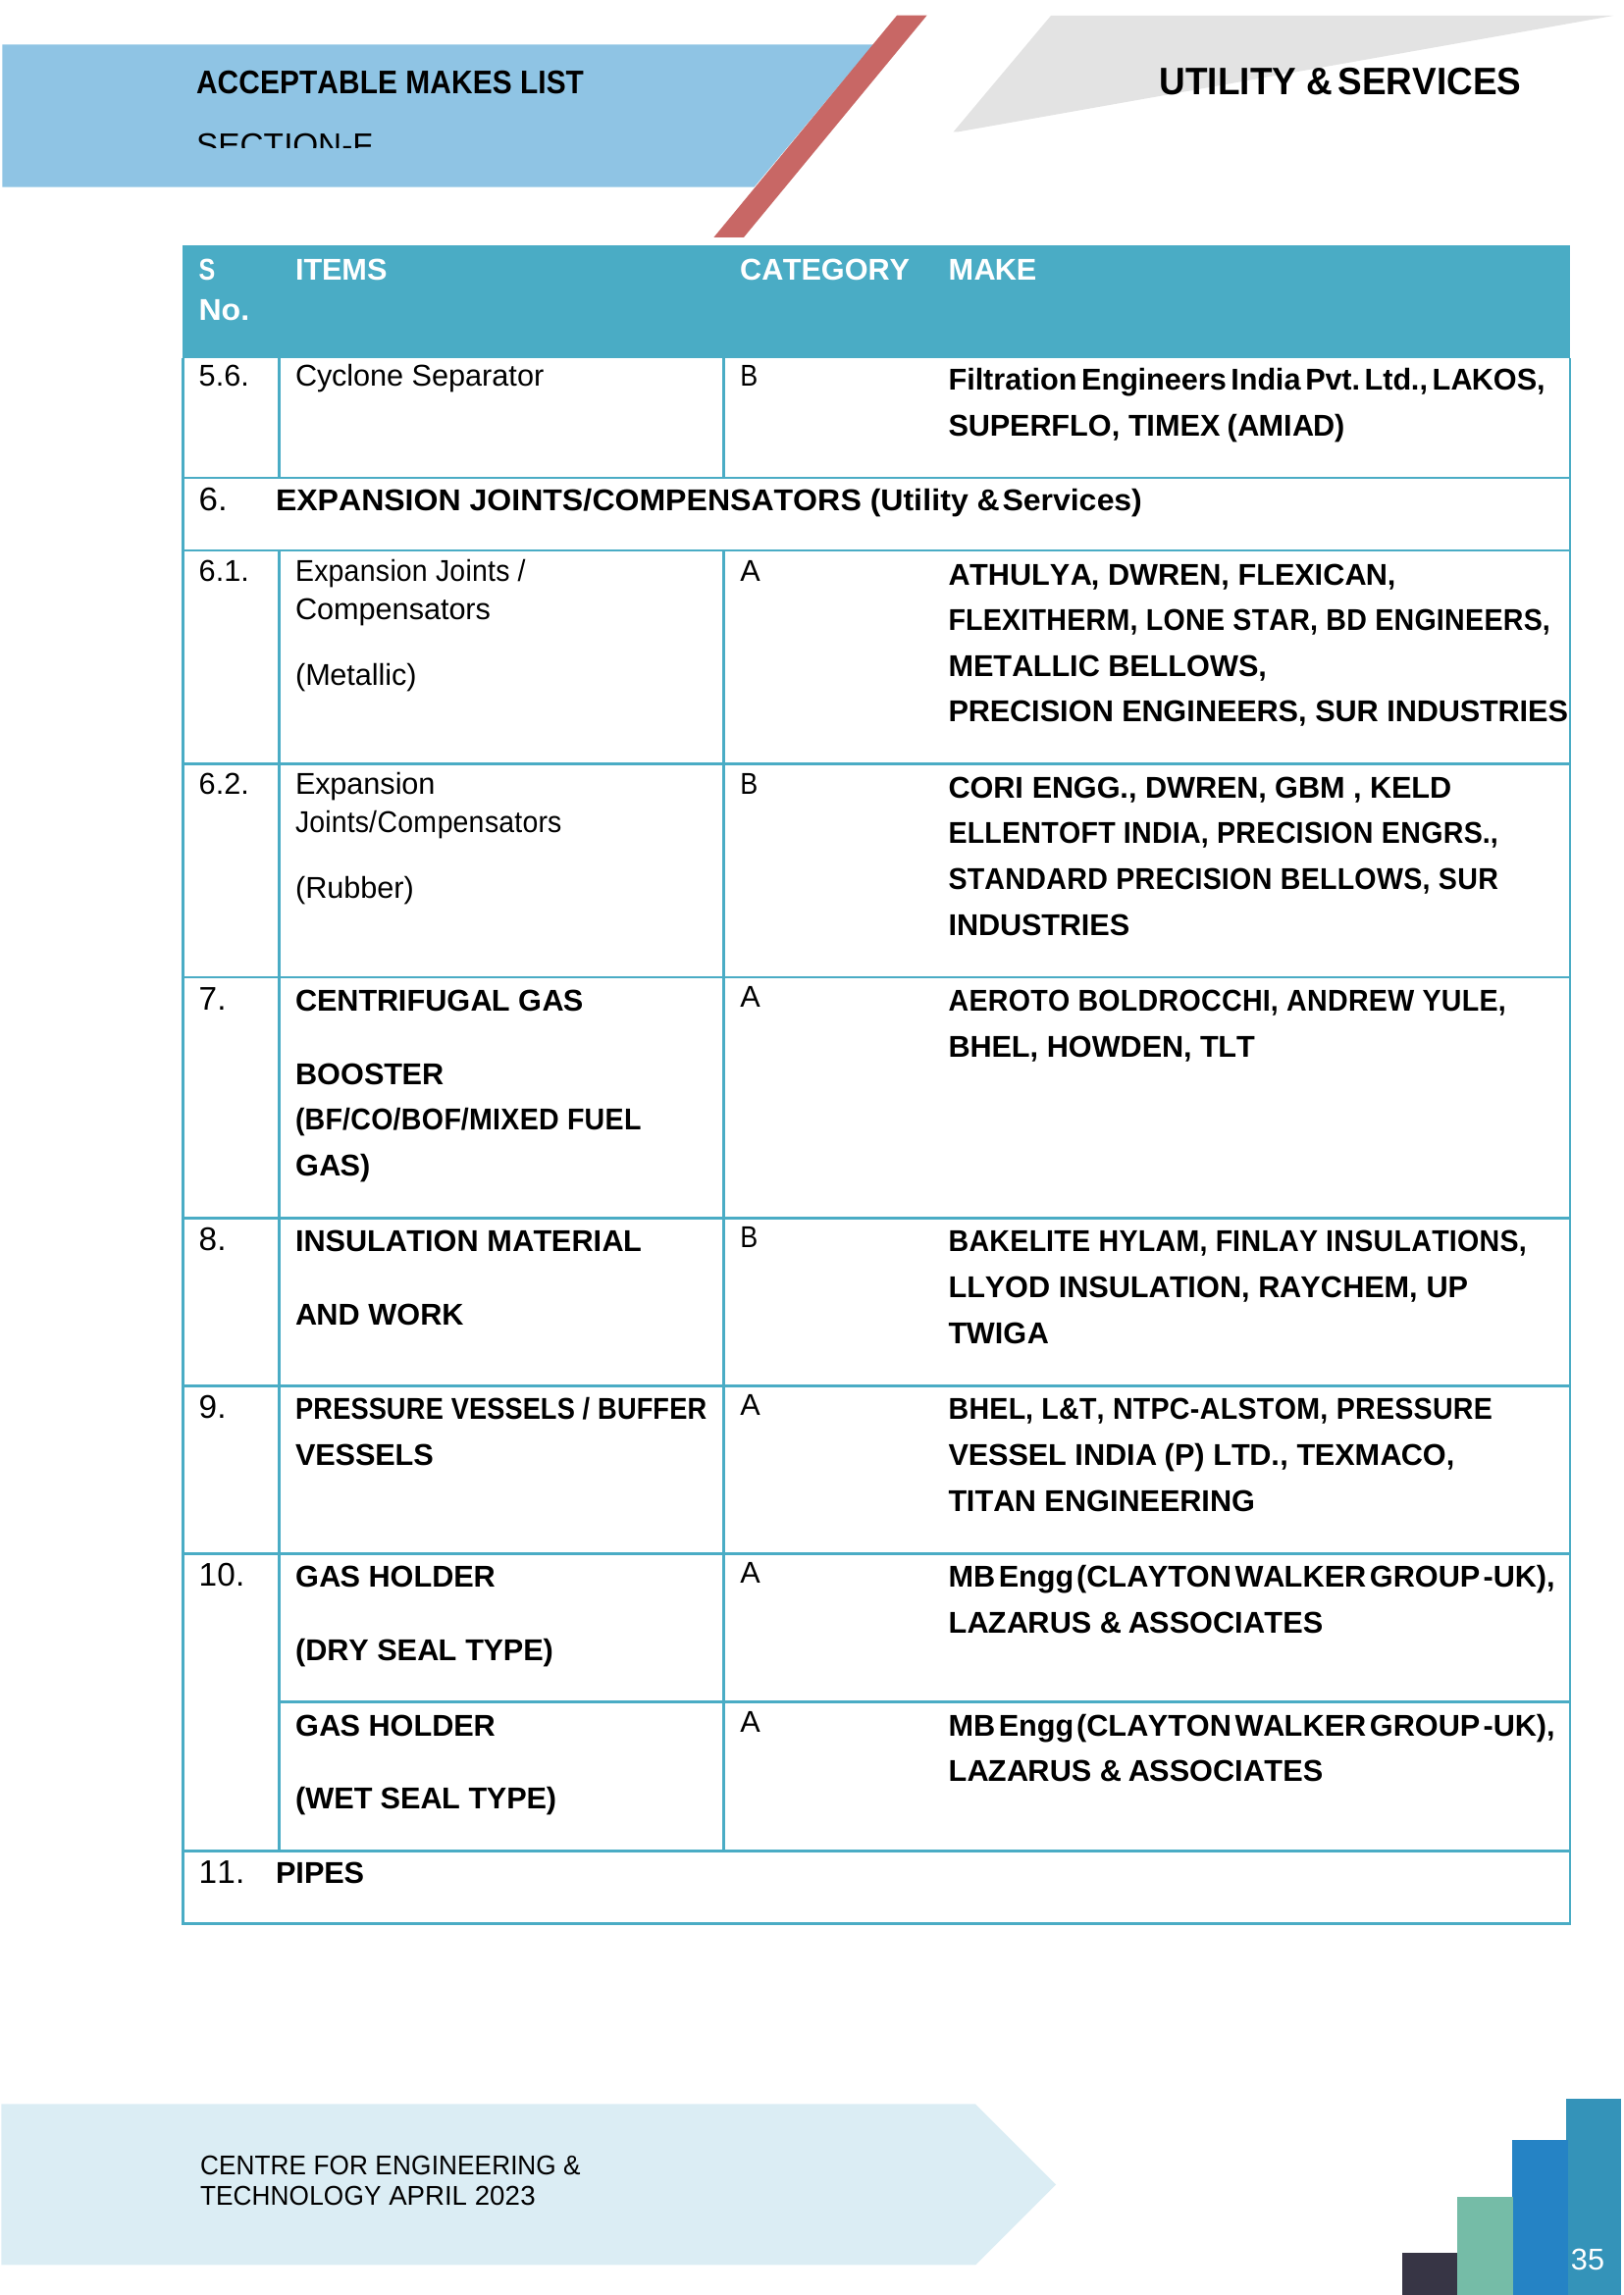 ACCEPTABLE MAKES LIST
UTILITY & SERVICES
SECTION-F
S No. ITEMS CATEGORY MAKE
5.6. Cyclone Separator B Filtration Engineers India Pvt. Ltd., LAKOS,
SUPERFLO, TIMEX (AMIAD)
6. EXPANSION JOINTS/COMPENSATORS (Utility & Services)
6.1. Expansion Joints / A ATHULYA, DWREN, FLEXICAN,
Compensators FLEXITHERM, LONE STAR, BD ENGINEERS,
(Metallic) METALLIC BELLOWS,
PRECISION ENGINEERS, SUR INDUSTRIES
6.2. Expansion B CORI ENGG., DWREN, GBM , KELD
Joints/Compensators ELLENTOFT INDIA, PRECISION ENGRS.,
(Rubber) STANDARD PRECISION BELLOWS, SUR
INDUSTRIES
7. CENTRIFUGAL GAS A AEROTO BOLDROCCHI, ANDREW YULE,
BHEL, HOWDEN, TLT
BOOSTER
(BF/CO/BOF/MIXED FUEL
GAS)
8. INSULATION MATERIAL B BAKELITE HYLAM, FINLAY INSULATIONS,
LLYOD INSULATION, RAYCHEM, UP
AND WORK TWIGA
9. PRESSURE VESSELS / BUFFER A BHEL, L&T, NTPC-ALSTOM, PRESSURE
VESSELS VESSEL INDIA (P) LTD., TEXMACO,
TITAN ENGINEERING
10. GAS HOLDER A MB Engg (CLAYTON WALKER GROUP -UK),
LAZARUS & ASSOCIATES
(DRY SEAL TYPE)
GAS HOLDER A MB Engg (CLAYTON WALKER GROUP -UK),
LAZARUS & ASSOCIATES
(WET SEAL TYPE)
11. PIPES
CENTRE FOR ENGINEERING &
TECHNOLOGY APRIL 2023
35